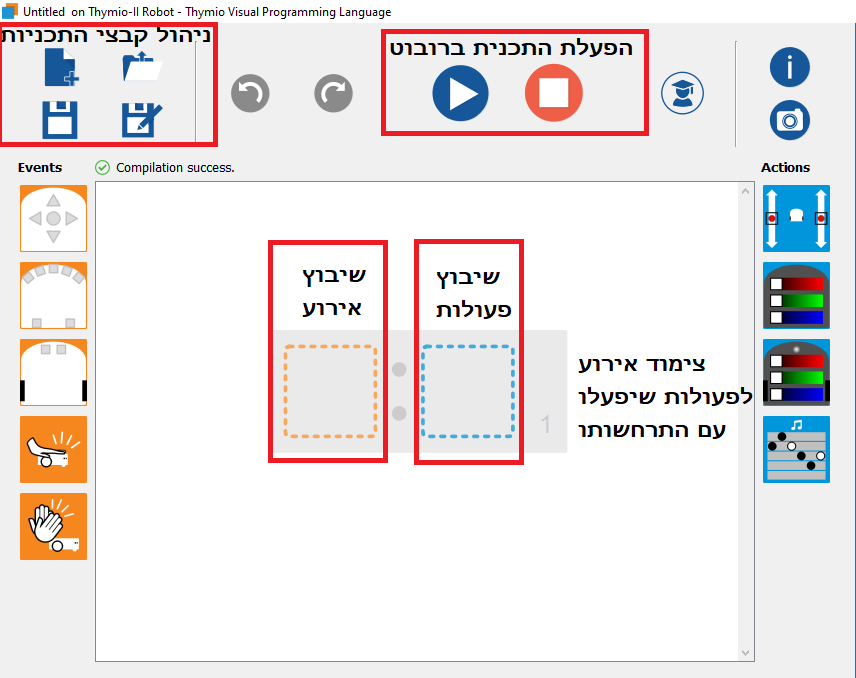 Untitled on Thymio-II Robot - Thymio Visual Programming Language
ניהול קבצי התכניות
הפעלת התכנית ברובוט
Events
Compilation success.
Actions
שיבוץ
אירוע
שיבוץ
פעולות
צימוד אירוע
לפעולות שיפעלו
עם התרחשותו
1